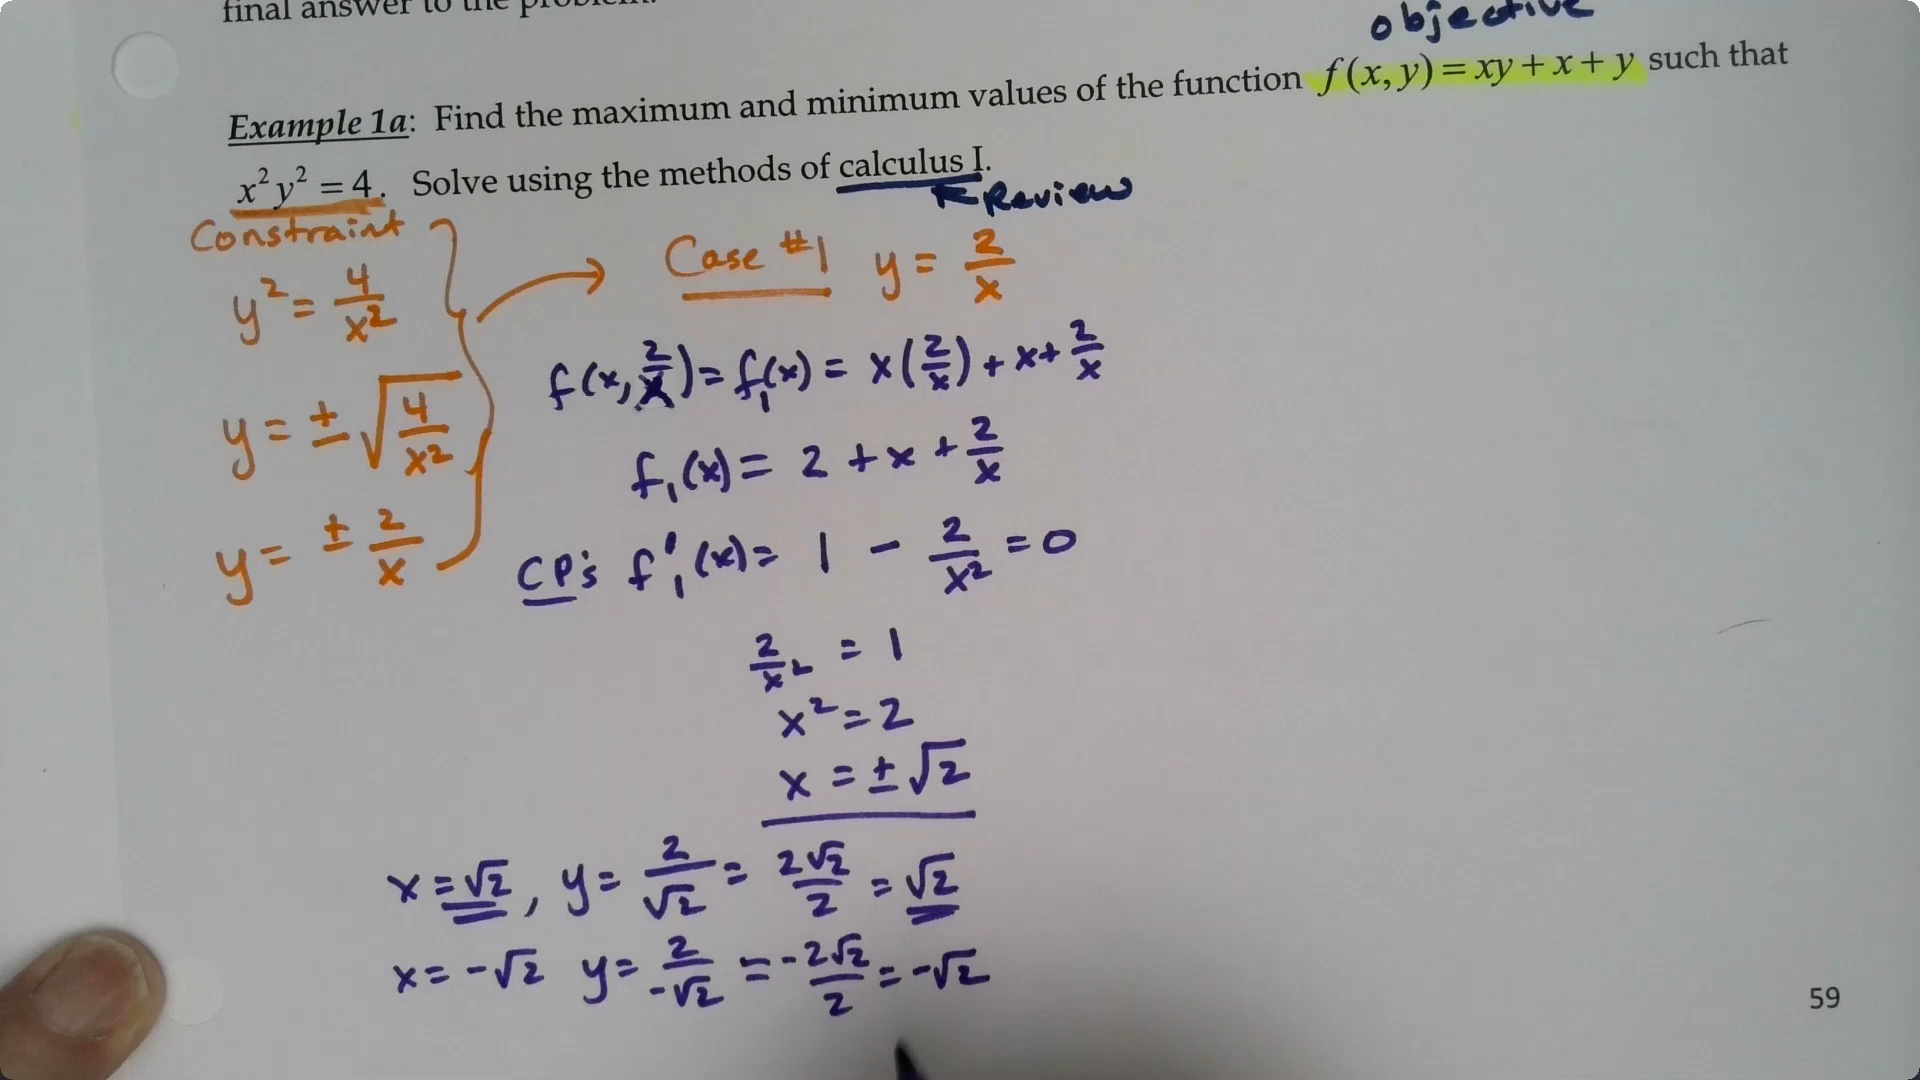 final answer to the problem.
objective
Example 1a: Find the maximum and minimum values of the function f(x, y) = xy + x + y such that
x²y² = 4. Solve using the methods of calculus I.
Review
Constraint
y² = 4/x²
y = ± √(4/x²)
y = ± 2/x
Case #1 y = 2/x
f(x, 2/x) = f₁(x) = x(2/x) + x + 2/x
f₁(x) = 2 + x + 2/x
CP's f₁'(x) = 1 - 2/x² = 0
2/x² = 1
x² = 2
x = ± √2
x = √2, y = 2/√2 = 2√2/2 = √2
x = -√2 y = 2/-√2 = -2√2/2 = -√2
59